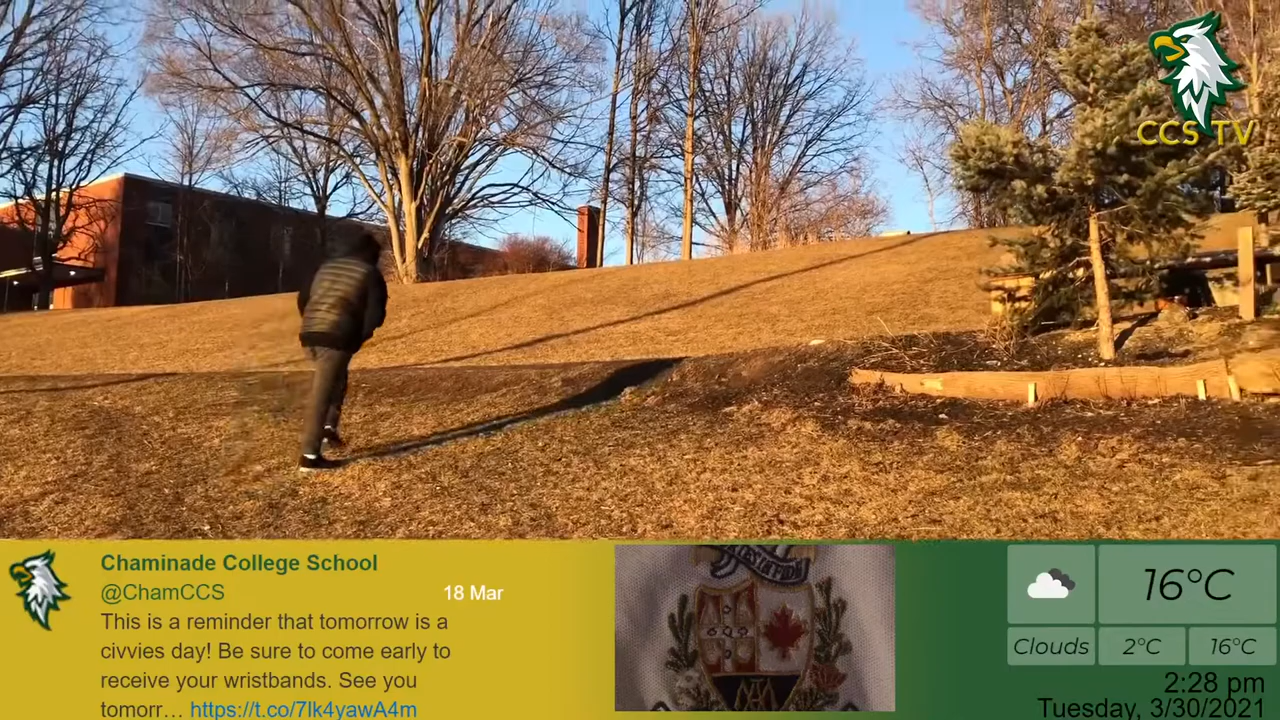 CCS TV
Chaminade College School
@ChamCCS
18 Mar
This is a reminder that tomorrow is a
civvies day! Be sure to come early to
receive your wristbands. See you
tomorr… https://t.co/7lk4yawA4m
16°C
Clouds
2°C
16°C
2:28 pm
Tuesday, 3/30/2021